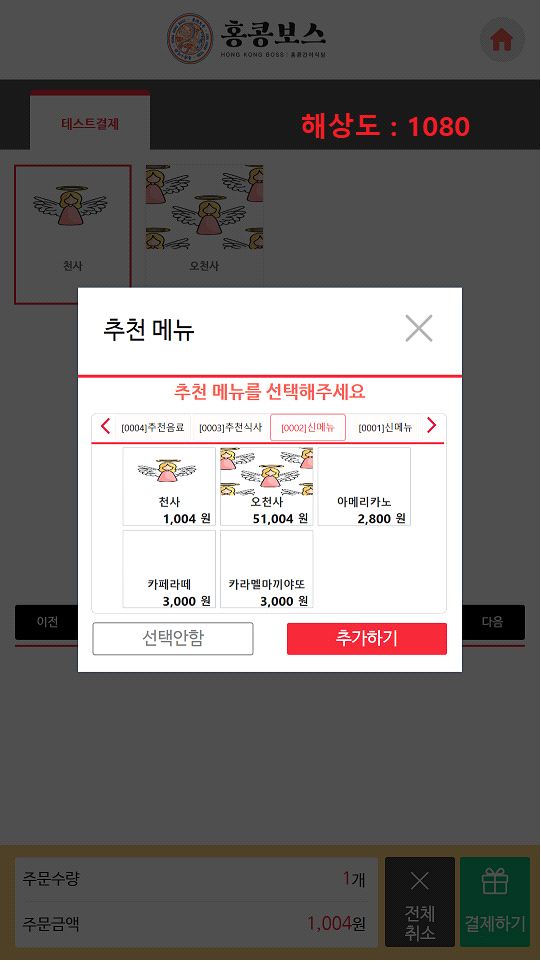 홍콩보스
HONG KONG BOSS | 홍콩간이식당
테스트결제
해상도 : 1080
천사
오천사
추천 메뉴
추천 메뉴를 선택해주세요
[0004]추천음료
[0003]추천식사
[0002]신메뉴
[0001]신메뉴
천사
1,004 원
오천사
51,004 원
아메리카노
2,800 원
카페라떼
3,000 원
카라멜마끼야또
3,000 원
이전
다음
선택안함
추가하기
주문수량
1개
주문금액
1,004원
전체
취소
결제하기